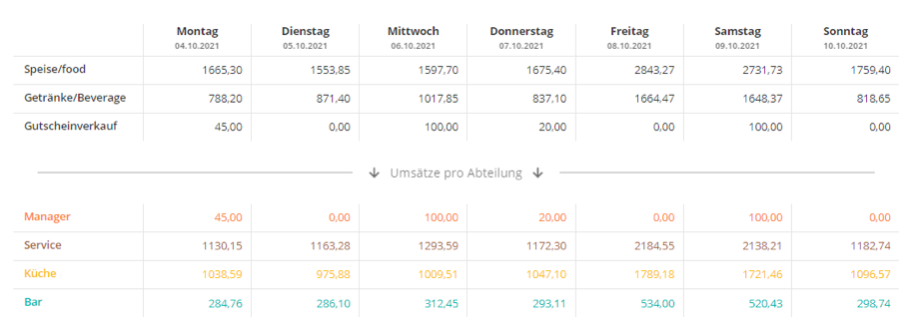 Montag Dienstag Mittwoch Donnerstag Freitag Samstag Sonntag
04.10.2021 05.10.2021 06.10.2021 07.10.2021 08.10.2021 09.10.2021 10.10.2021
Speise/food 1665,30 1553,85 1597,70 1675,40 2843,27 2731,73 1759,40
Getränke/Beverage 788,20 871,40 1017,85 837,10 1664,47 1648,37 818,65
Gutscheinverkauf 45,00 0,00 100,00 20,00 0,00 100,00 0,00
↓ Umsätze pro Abteilung ↓
Manager 45,00 0,00 100,00 20,00 0,00 100,00 0,00
Service 1130,15 1163,28 1293,59 1172,30 2184,55 2138,21 1182,74
Küche 1038,59 975,88 1009,51 1047,10 1789,18 1721,46 1096,57
Bar 284,76 286,10 312,45 293,11 534,00 520,43 298,74